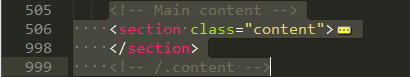 505 <!-- Main content -->
506 <section class="content">
998 </section>
999 <!-- /.content -->